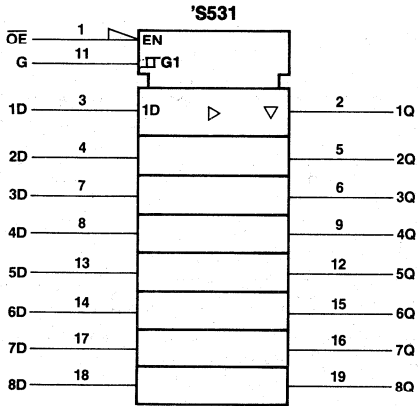 'S531
OE 1 EN
G 11 G1
1D 3 1D 2 1Q
2D 4 5 2Q
3D 7 6 3Q
4D 8 9 4Q
5D 13 12 5Q
6D 14 15 6Q
7D 17 16 7Q
8D 18 19 8Q